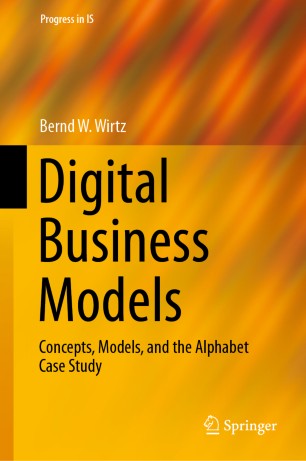 Progress in IS
Bernd W. Wirtz
Digital
Business
Models
Concepts, Models, and the Alphabet
Case Study
Springer